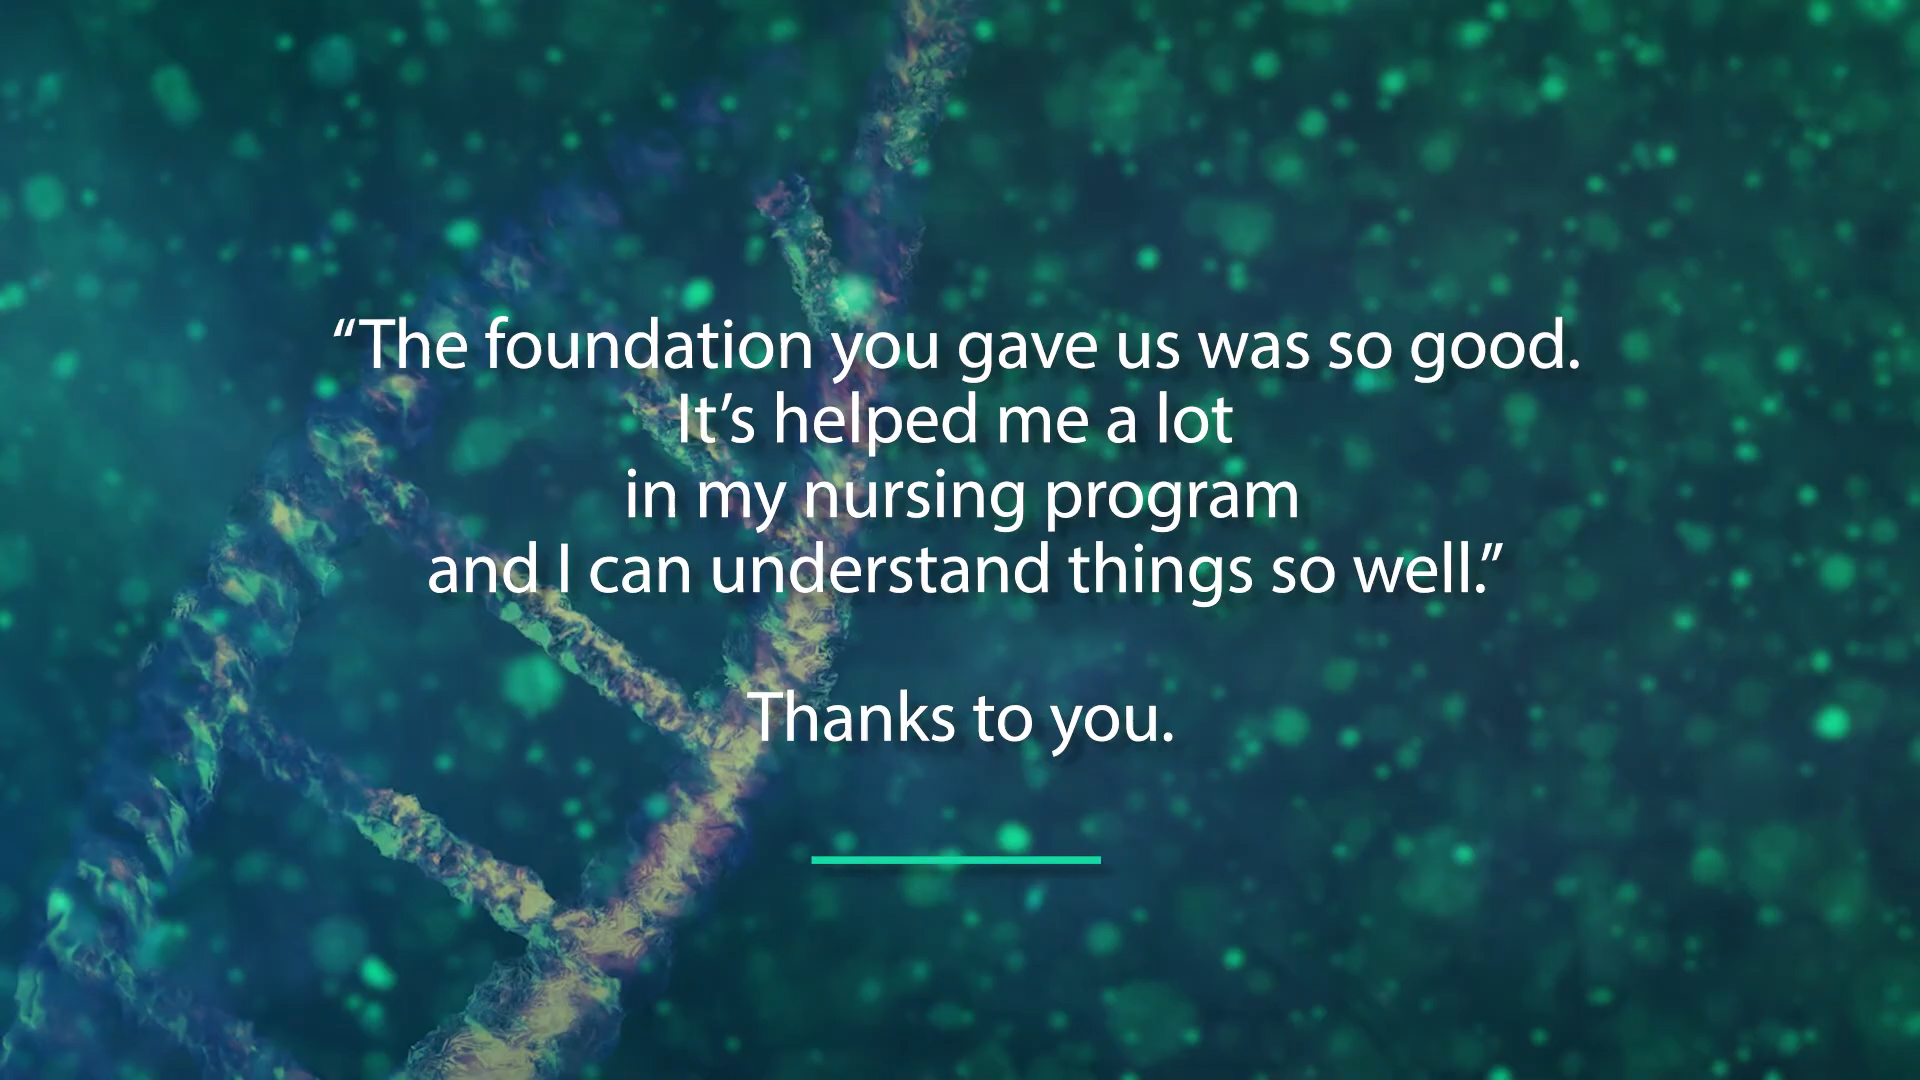 “The foundation you gave us was so good.
It’s helped me a lot
in my nursing program
and I can understand things so well.”
Thanks to you.